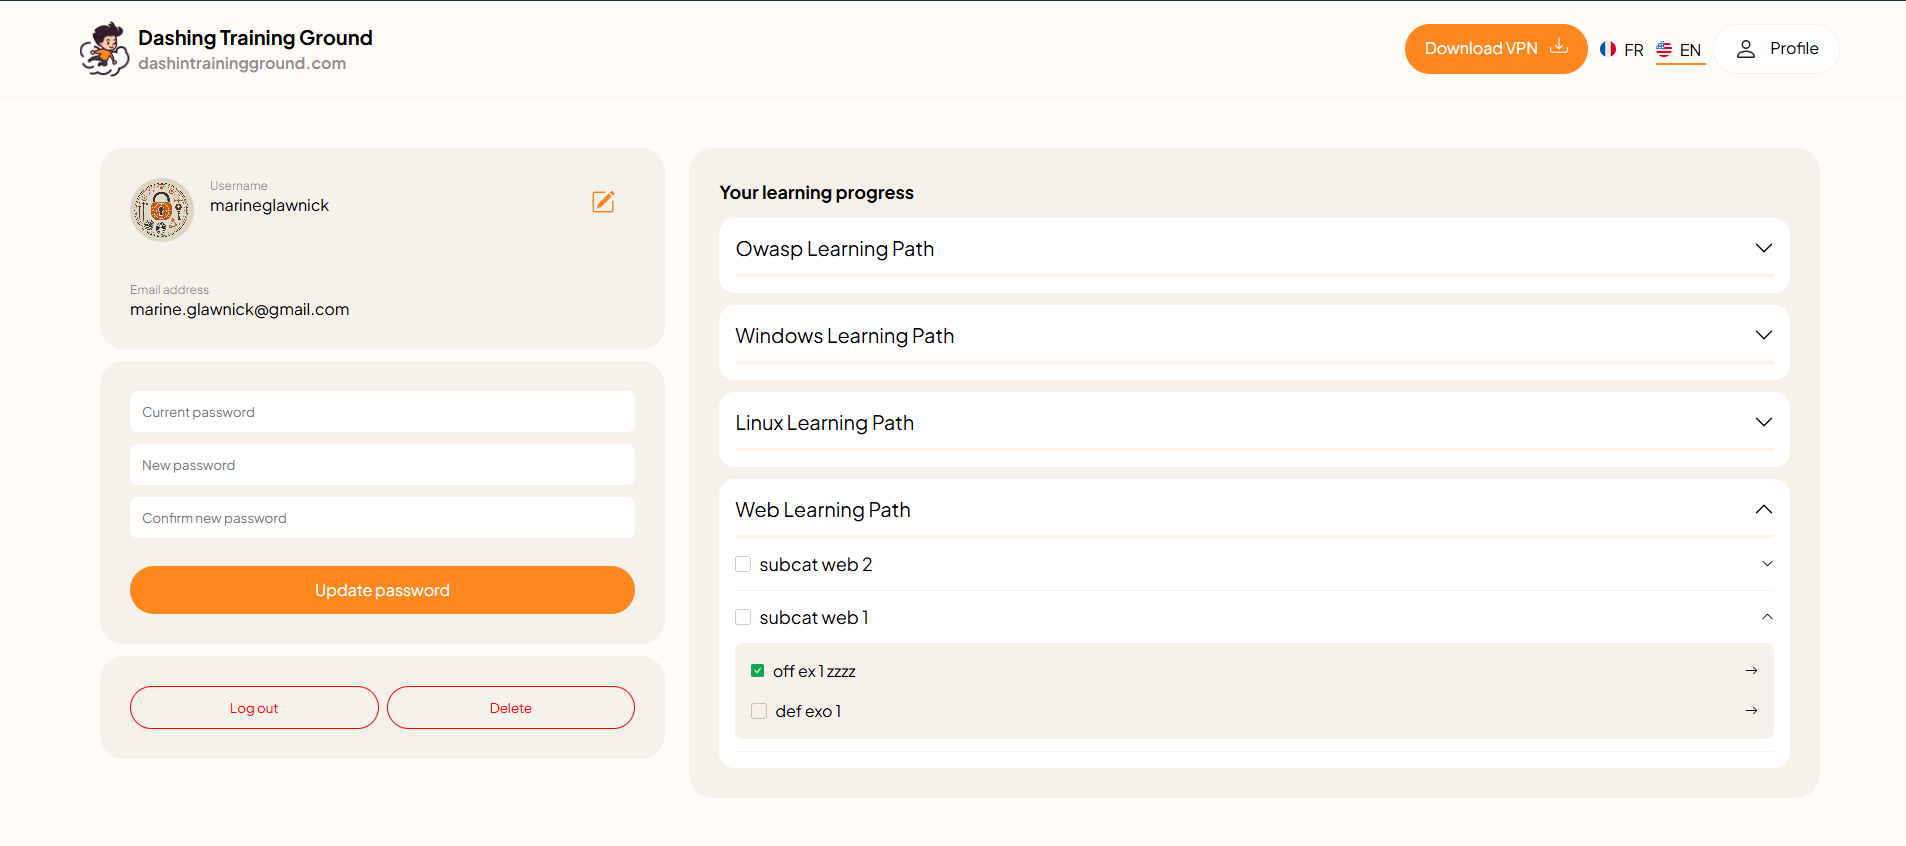 Dashing Training Ground
dashintrainingground.com
Download VPN
FR
EN
Profile
Username
marineglawnick
Email address
marine.glawnick@gmail.com
Current password
New password
Confirm new password
Update password
Log out
Delete
Your learning progress
Owasp Learning Path
Windows Learning Path
Linux Learning Path
Web Learning Path
subcat web 2
subcat web 1
off ex 1 zzzz
def exo 1